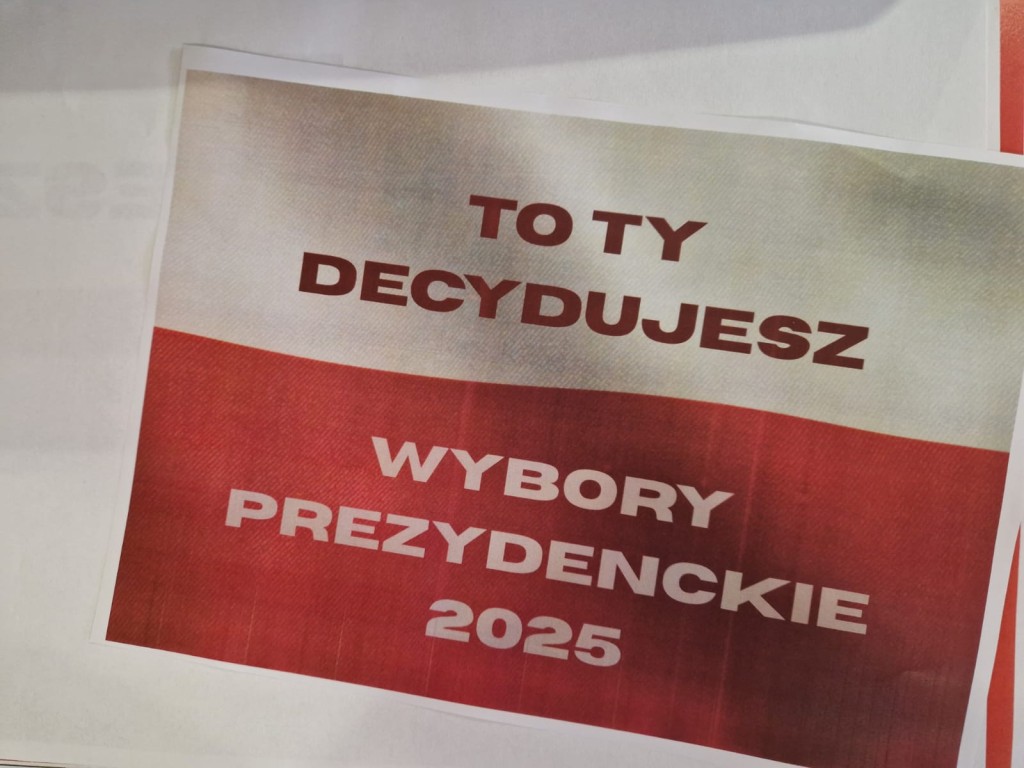 TO TY
DECYDUJESZ
WYBORY
PREZYDENCKIE
2025